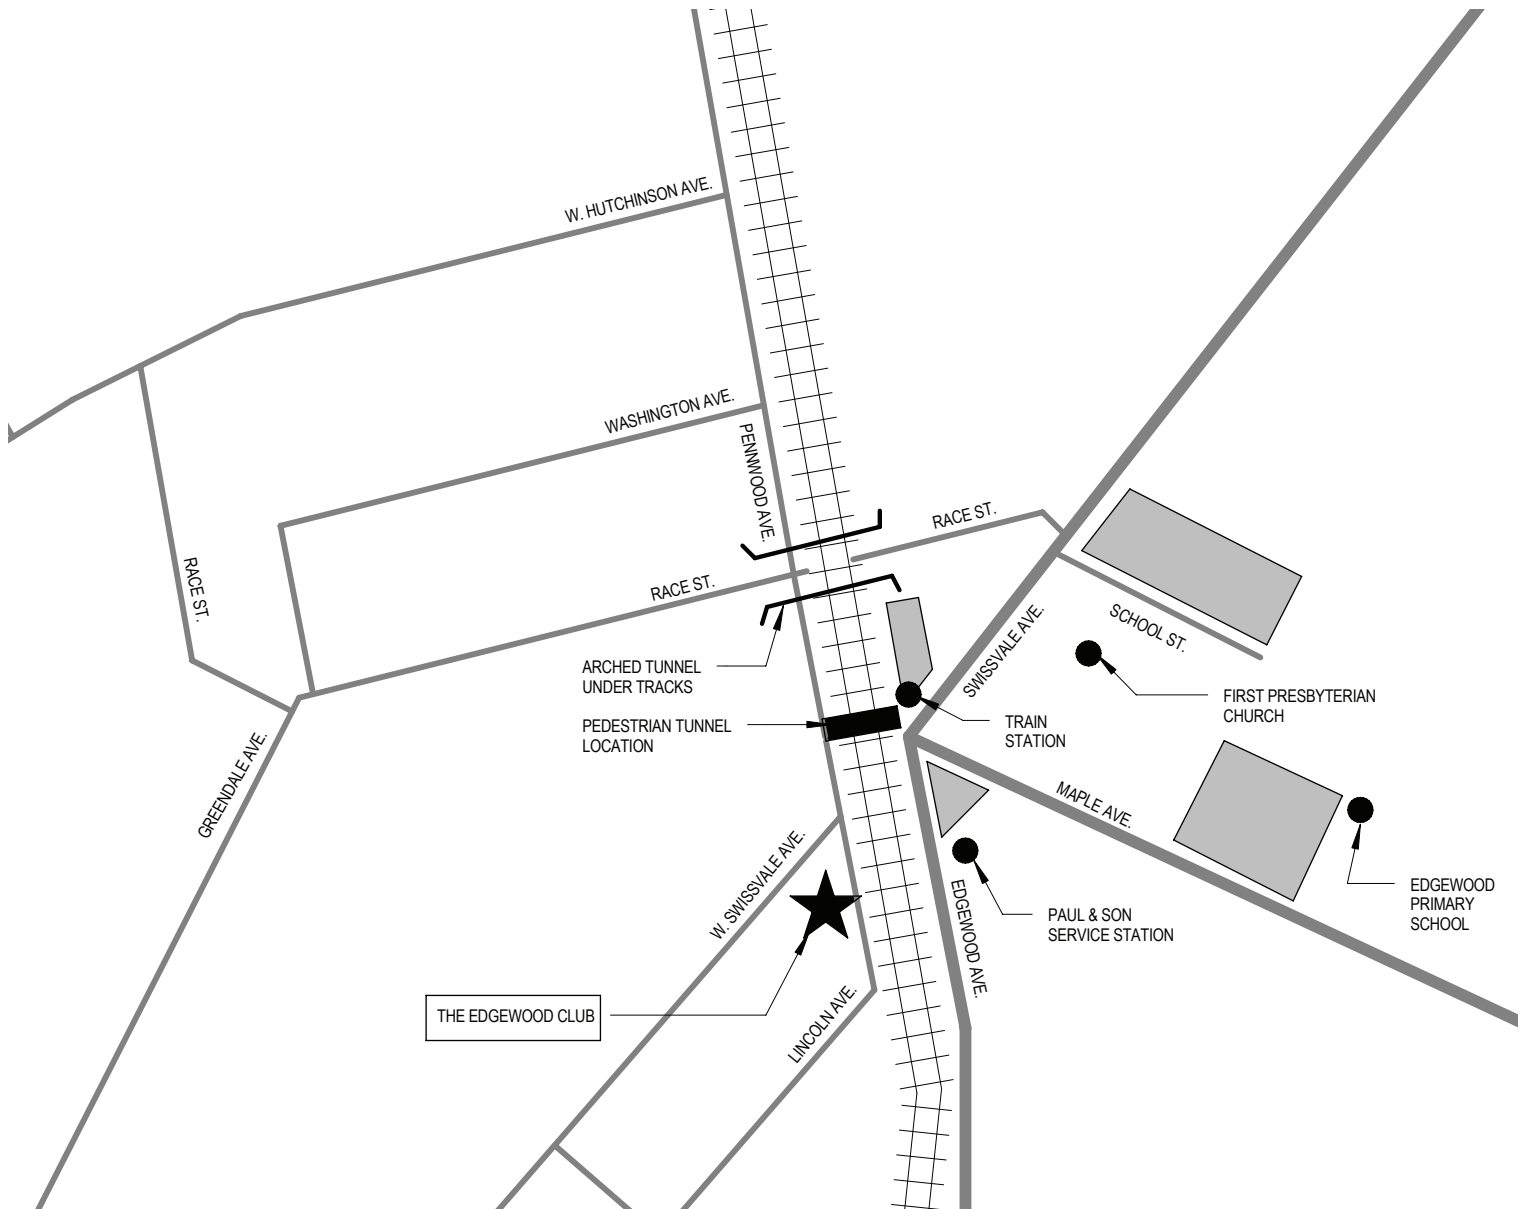 W. HUTCHINSON AVE.
WASHINGTON AVE.
PENNWOOD AVE.
RACE ST.
RACE ST.
RACE ST.
SCHOOL ST.
SWISSVALE AVE.
ARCHED TUNNEL
UNDER TRACKS
FIRST PRESBYTERIAN
CHURCH
PEDESTRIAN TUNNEL
LOCATION
TRAIN
STATION
GREENDALE AVE.
MAPLE AVE.
W. SWISSVALE AVE.
EDGEWOOD AVE.
PAUL & SON
SERVICE STATION
EDGEWOOD
PRIMARY
SCHOOL
THE EDGEWOOD CLUB
LINCOLN AVE.